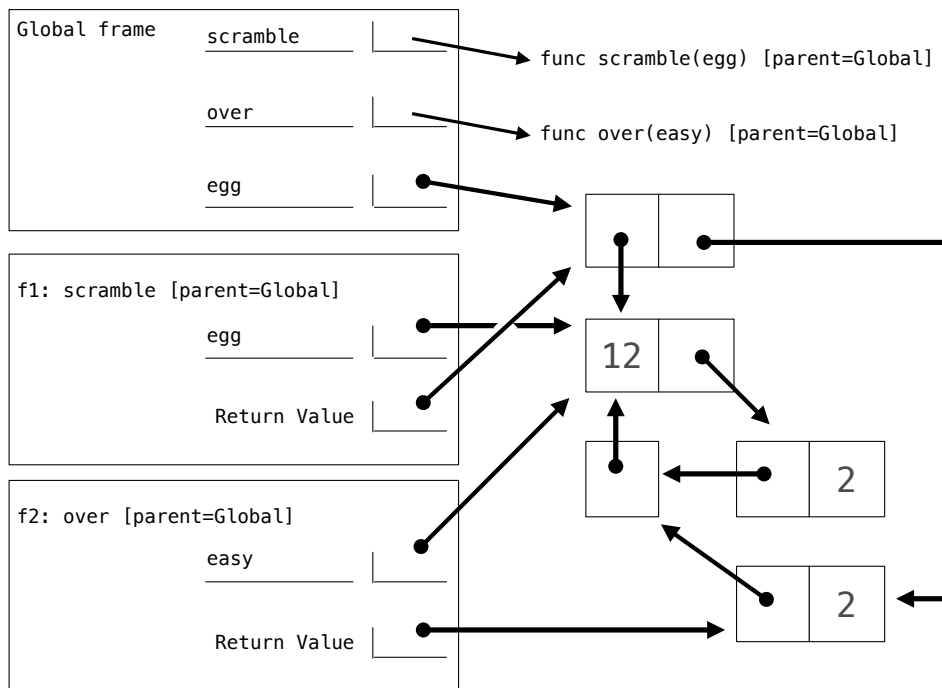 Global frame
scramble
func scramble(egg) [parent=Global]
over
func over(easy) [parent=Global]
egg
f1: scramble [parent=Global]
egg
12
Return Value
2
f2: over [parent=Global]
easy
2
Return Value